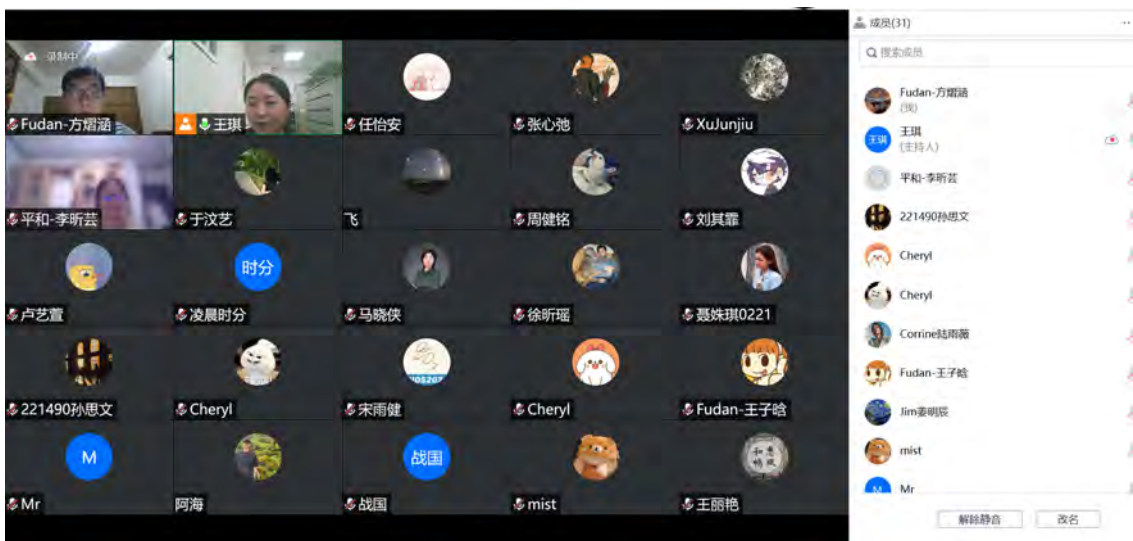 录制中
Fudan-方熠涵
王琪
任怡安
张心弛
XuJunjiu
平和-李昕芸
于汶艺
飞
周健铭
刘其霏
时分
卢艺萱
凌晨时分
马晓侠
徐昕瑶
聂姝琪0221
221490孙思文
Cheryl
宋雨健
Cheryl
Fudan-王子晗
M
战国
Mr
阿海
战国
mist
王丽艳
成员(31)
搜索成员
Fudan-方熠涵
(我)
王琪
王琪
(主持人)
平和-李昕芸
221490孙思文
Cheryl
Cheryl
Corrine陆雨薇
Fudan-王子晗
Jim姜明辰
mist
M
Mr
解除静音
改名